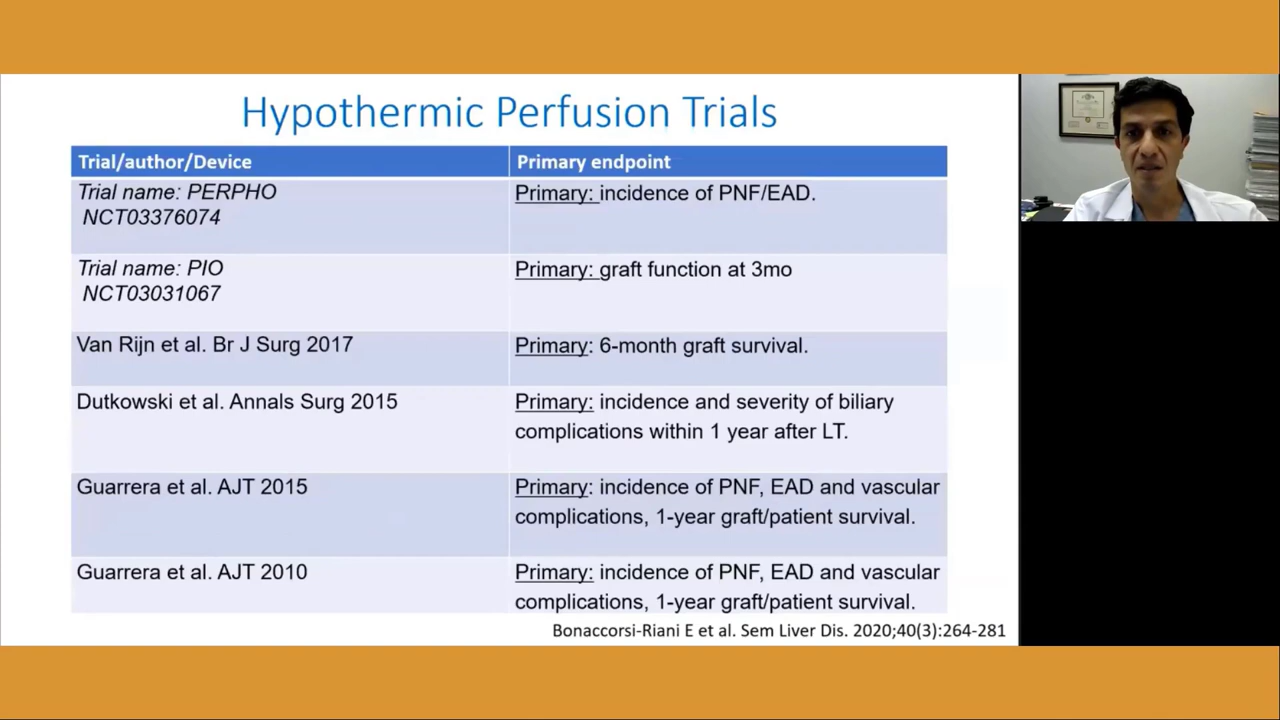 Hypothermic Perfusion Trials
Trial/author/Device
Primary endpoint
Trial name: PERPHO
NCT03376074
Primary: incidence of PNF/EAD.
Trial name: PIO
NCT03031067
Primary: graft function at 3mo
Van Rijn et al. Br J Surg 2017
Primary: 6-month graft survival.
Dutkowski et al. Annals Surg 2015
Primary: incidence and severity of biliary
complications within 1 year after LT.
Guarrera et al. AJT 2015
Primary: incidence of PNF, EAD and vascular
complications, 1-year graft/patient survival.
Guarrera et al. AJT 2010
Primary: incidence of PNF, EAD and vascular
complications, 1-year graft/patient survival.
Bonaccorsi-Riani E et al. Sem Liver Dis. 2020;40(3):264-281